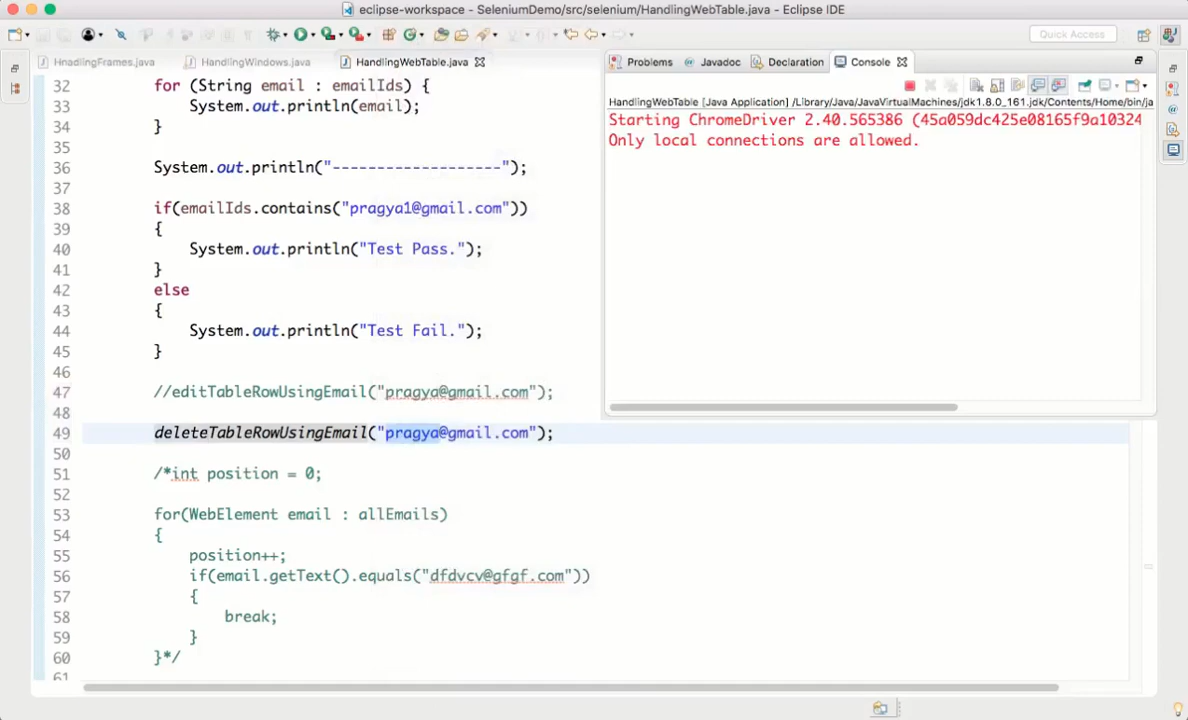 eclipse-workspace - SeleniumDemo/src/selenium/HandlingWebTable.java - Eclipse IDE
Quick Access
HnadlingFrames.java HandlingWindows.java HandlingWebTable.java
32 for (String email : emailIds) {
33 System.out.println(email);
34 }
35
36 System.out.println("-------------------");
37
38 if(emailIds.contains("pragya1@gmail.com"))
39 {
40 System.out.println("Test Pass.");
41 }
42 else
43 {
44 System.out.println("Test Fail.");
45 }
46
47 //editTableRowUsingEmail("pragya@gmail.com");
48
49 deleteTableRowUsingEmail("pragya@gmail.com");
50
51 /*int position = 0;
52
53 for(WebElement email : allEmails)
54 {
55 position++;
56 if(email.getText().equals("dfdvcv@gfgf.com"))
57 {
58 break;
59 }
60 }*/
61
Problems Javadoc Declaration Console
HandlingWebTable [Java Application] /Library/Java/JavaVirtualMachines/jdk1.8.0_161.jdk/Contents/Home/bin/ja
Starting ChromeDriver 2.40.565386 (45a059dc425e08165f9a10324
Only local connections are allowed.